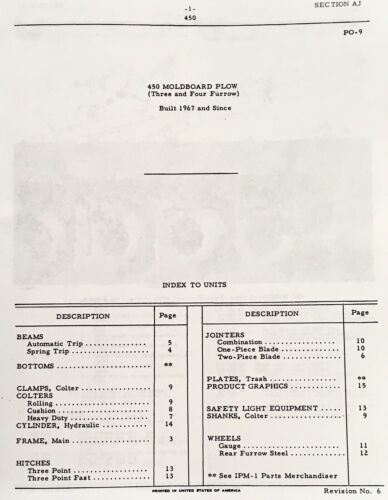 -1-
450
SECTION AJ
PO-9
450 MOLDBOARD PLOW
(Three and Four Furrow)
Built 1967 and Since
INDEX TO UNITS
DESCRIPTION Page
BEAMS
Automatic Trip 5
Spring Trip 4
BOTTOMS **
CLAMPS, Colter 9
COLTERS
Rolling 9
Cushion 8
Heavy Duty 7
CYLINDER, Hydraulic 14
FRAME, Main 3
HITCHES
Three Point 13
Three Point Fast 13
DESCRIPTION Page
JOINTERS
Combination 10
One-Piece Blade 10
Two-Piece Blade 6
PLATES, Trash **
PRODUCT GRAPHICS 15
SAFETY LIGHT EQUIPMENT 13
SHANKS, Colter 9
WHEELS
Gauge 11
Rear Furrow Steel 12
** See IPM-1 Parts Merchandiser
PRINTED IN UNITED STATES OF AMERICA
Revision No. 6